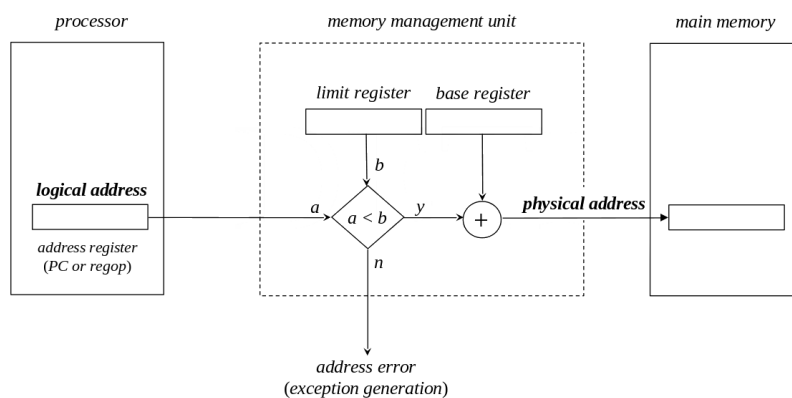 processor
memory management unit
main memory
limit register
base register
b
logical address
a
a < b
y
+
physical address
address register
(PC or regop)
n
address error
(exception generation)